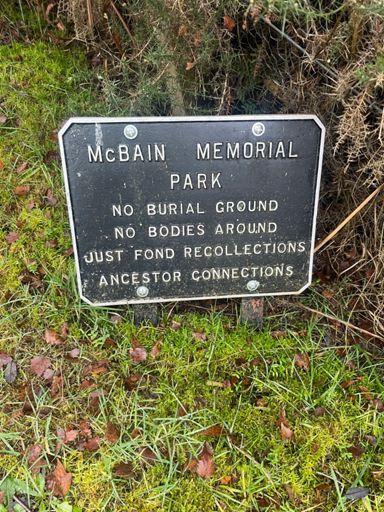 McBAIN MEMORIAL
PARK
NO BURIAL GROUND
NO BODIES AROUND
JUST FOND RECOLLECTIONS
ANCESTOR CONNECTIONS